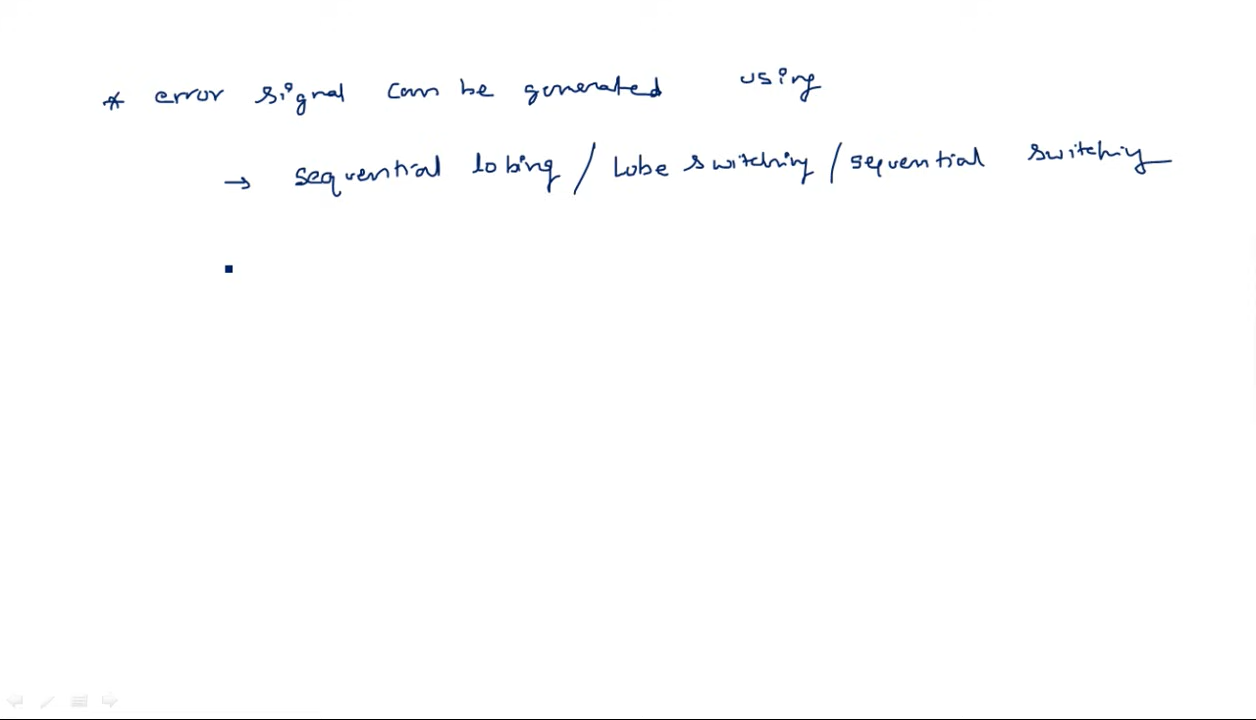 * error signal can be generated using
→ sequential lobing / Lobe switching / sequential switching